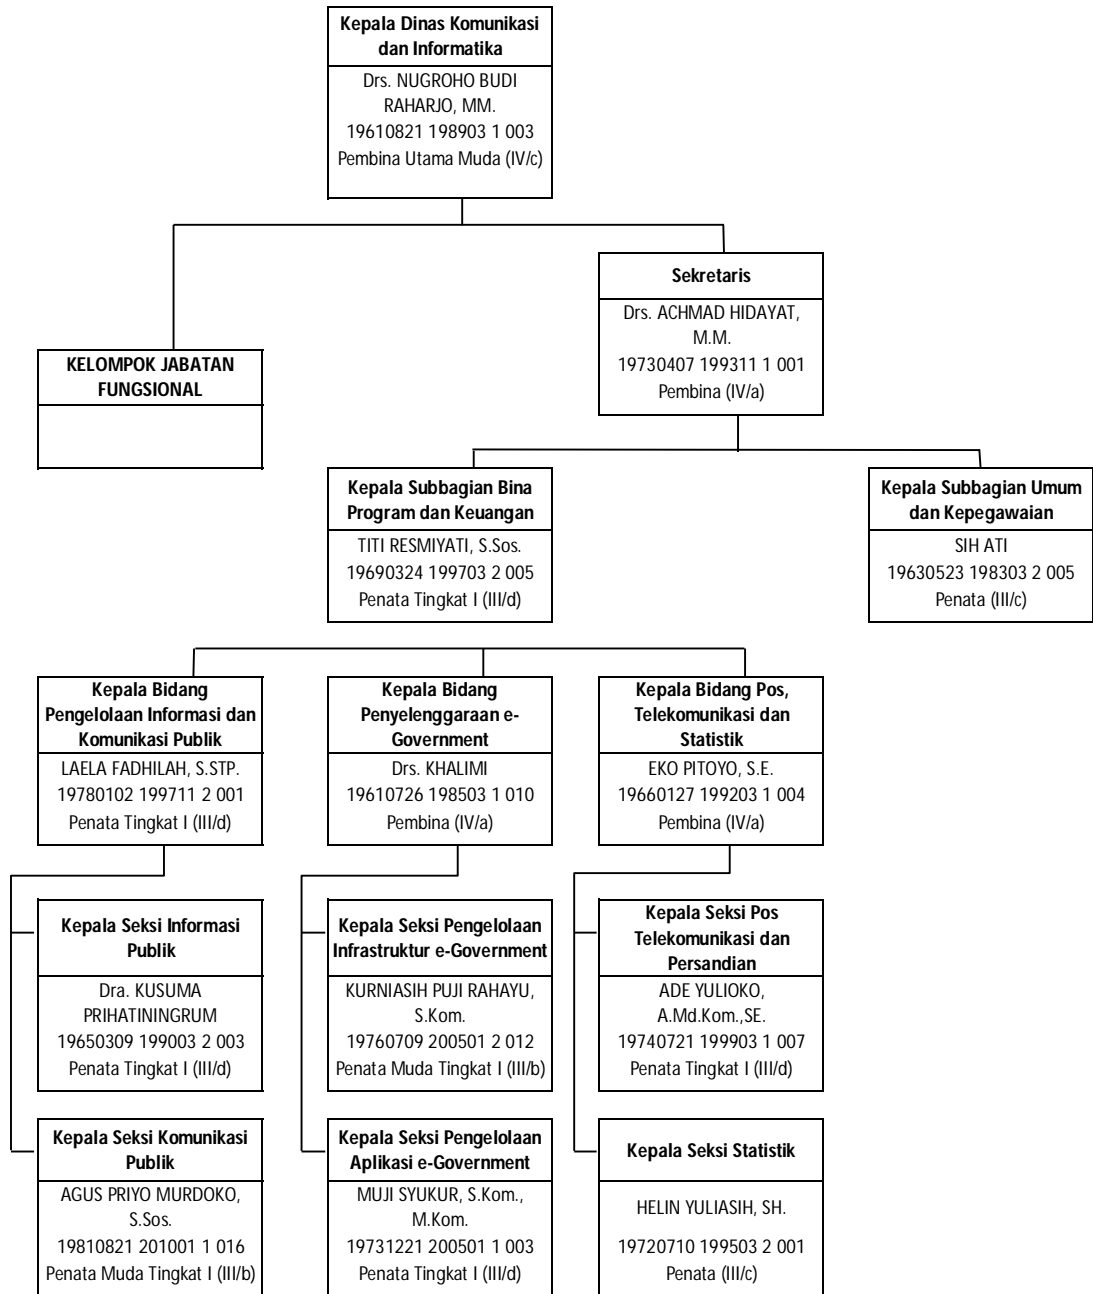 Kepala Dinas Komunikasi
dan Informatika
Drs. NUGROHO BUDI
RAHARJO, MM.
19610821 198903 1 003
Pembina Utama Muda (IV/c)
Sekretaris
Drs. ACHMAD HIDAYAT,
M.M.
19730407 199311 1 001
Pembina (IV/a)
KELOMPOK JABATAN
FUNGSIONAL
Kepala Subbagian Bina
Program dan Keuangan
TITI RESMIYATI, S.Sos.
19690324 199703 2 005
Penata Tingkat I (III/d)
Kepala Subbagian Umum
dan Kepegawaian
SIH ATI
19630523 198303 2 005
Penata (III/c)
Kepala Bidang
Pengelolaan Informasi dan
Komunikasi Publik
LAELA FADHILAH, S.STP.
19780102 199711 2 001
Penata Tingkat I (III/d)
Kepala Bidang
Penyelenggaraan e-
Government
Drs. KHALIMI
19610726 198503 1 010
Pembina (IV/a)
Kepala Bidang Pos,
Telekomunikasi dan
Statistik
EKO PITOYO, S.E.
19660127 199203 1 004
Pembina (IV/a)
Kepala Seksi Informasi
Publik
Dra. KUSUMA
PRIHATININGRUM
19650309 199003 2 003
Penata Tingkat I (III/d)
Kepala Seksi Pengelolaan
Infrastruktur e-Government
KURNIASIH PUJI RAHAYU,
S.Kom.
19760709 200501 2 012
Penata Muda Tingkat I (III/b)
Kepala Seksi Pos
Telekomunikasi dan
Persandian
ADE YULIOKO,
A.Md.Kom.,SE.
19740721 199903 1 007
Penata Tingkat I (III/d)
Kepala Seksi Komunikasi
Publik
AGUS PRIYO MURDOKO,
S.Sos.
19810821 201001 1 016
Penata Muda Tingkat I (III/b)
Kepala Seksi Pengelolaan
Aplikasi e-Government
MUJI SYUKUR, S.Kom.,
M.Kom.
19731221 200501 1 003
Penata Tingkat I (III/d)
Kepala Seksi Statistik
HELIN YULIASIH, SH.
19720710 199503 2 001
Penata (III/c)